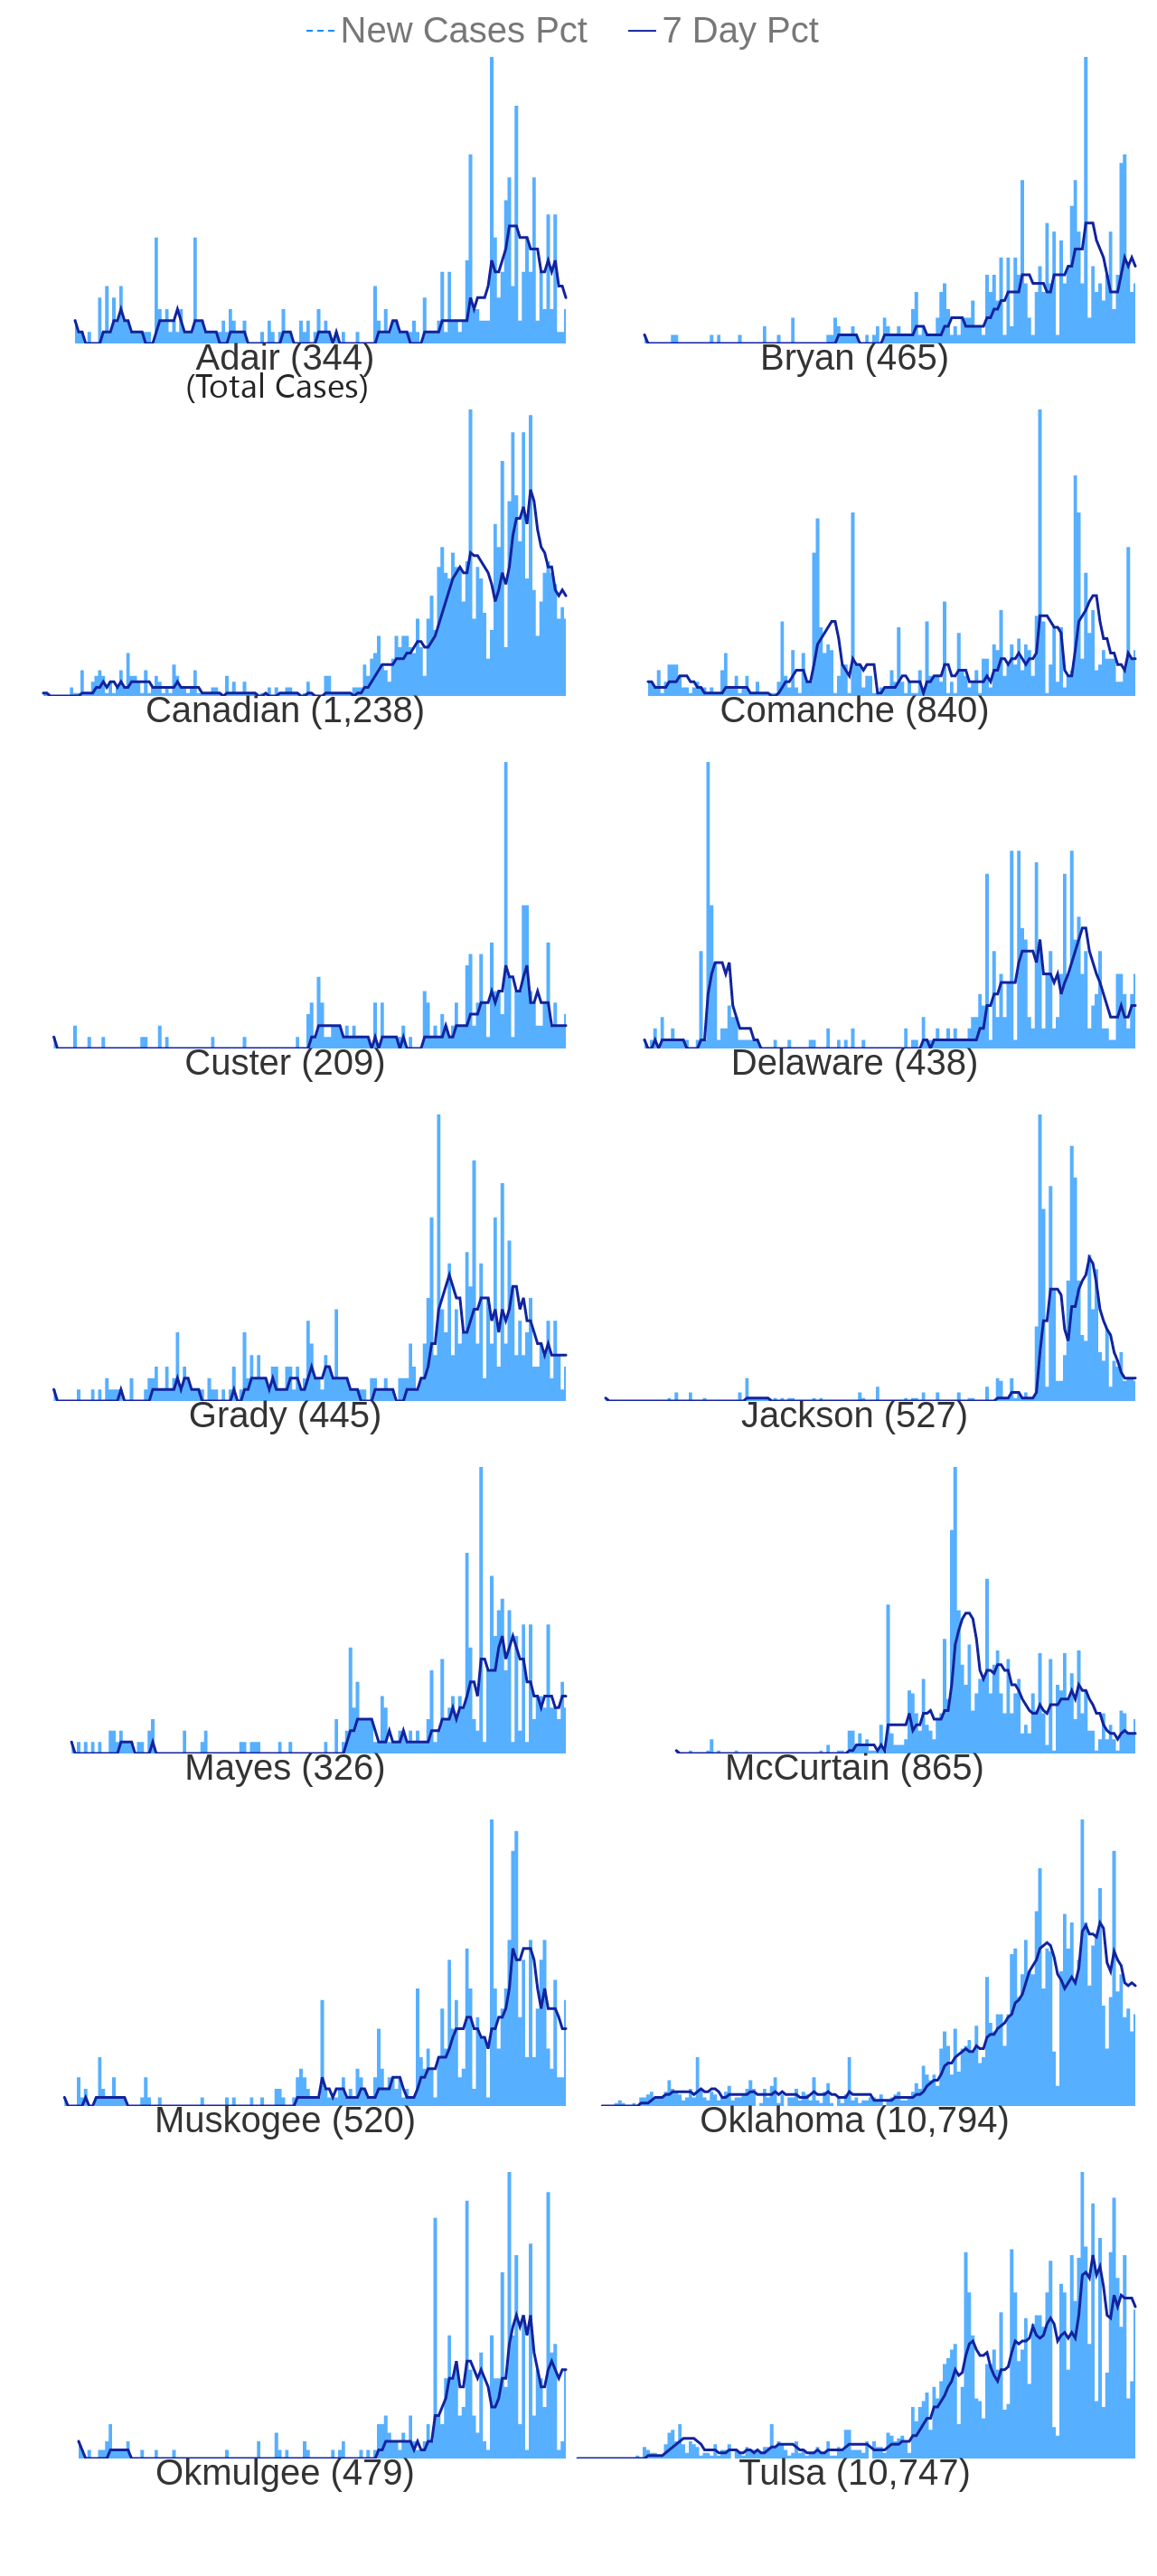 New Cases Pct 7 Day Pct
Adair (344) Bryan (465)
(Total Cases)
Canadian (1,238) Comanche (840)
Custer (209) Delaware (438)
Grady (445) Jackson (527)
Mayes (326) McCurtain (865)
Muskogee (520) Oklahoma (10,794)
Okmulgee (479) Tulsa (10,747)